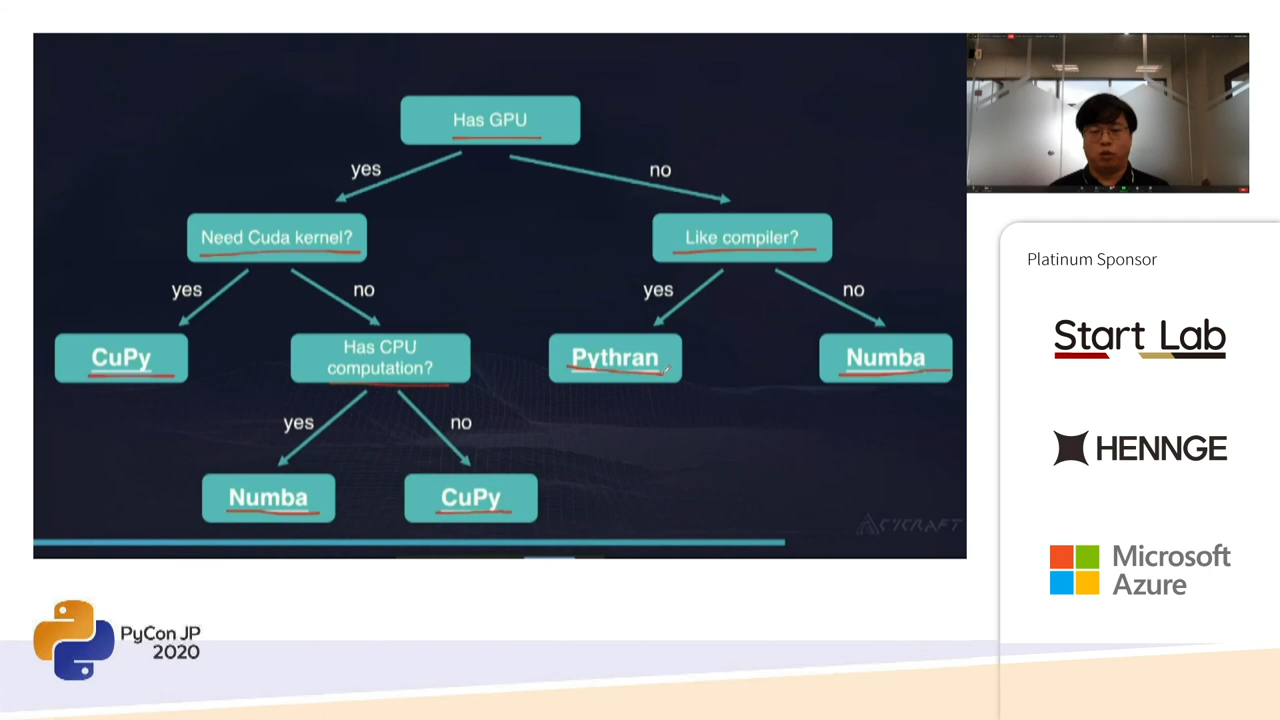 Has GPU
yes
no
Need Cuda kernel?
Like compiler?
yes
no
yes
no
CuPy
Has CPU
computation?
Pythran
Numba
yes
no
Numba
CuPy
CYCRAFT
Platinum Sponsor
Start Lab
HENNGE
Microsoft
Azure
PyCon JP
2020